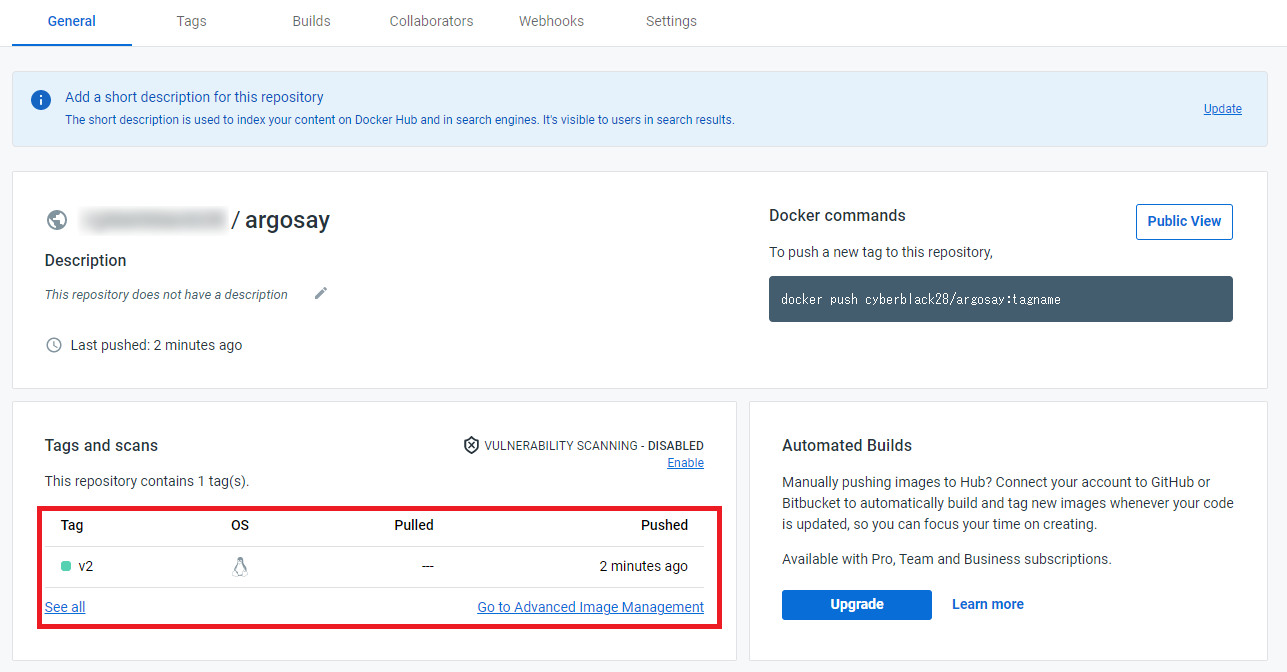 General Tags Builds Collaborators Webhooks Settings
Add a short description for this repository
The short description is used to index your content on Docker Hub and in search engines. It's visible to users in search results.
Update
/ argosay
Description
This repository does not have a description
Last pushed: 2 minutes ago
Docker commands
Public View
To push a new tag to this repository,
docker push cyberblack28/argosay:tagname
Tags and scans
VULNERABILITY SCANNING - DISABLED
Enable
This repository contains 1 tag(s).
Tag OS Pulled Pushed
v2 --- 2 minutes ago
See all Go to Advanced Image Management
Automated Builds
Manually pushing images to Hub? Connect your account to GitHub or
Bitbucket to automatically build and tag new images whenever your code
is updated, so you can focus your time on creating.
Available with Pro, Team and Business subscriptions.
Upgrade Learn more